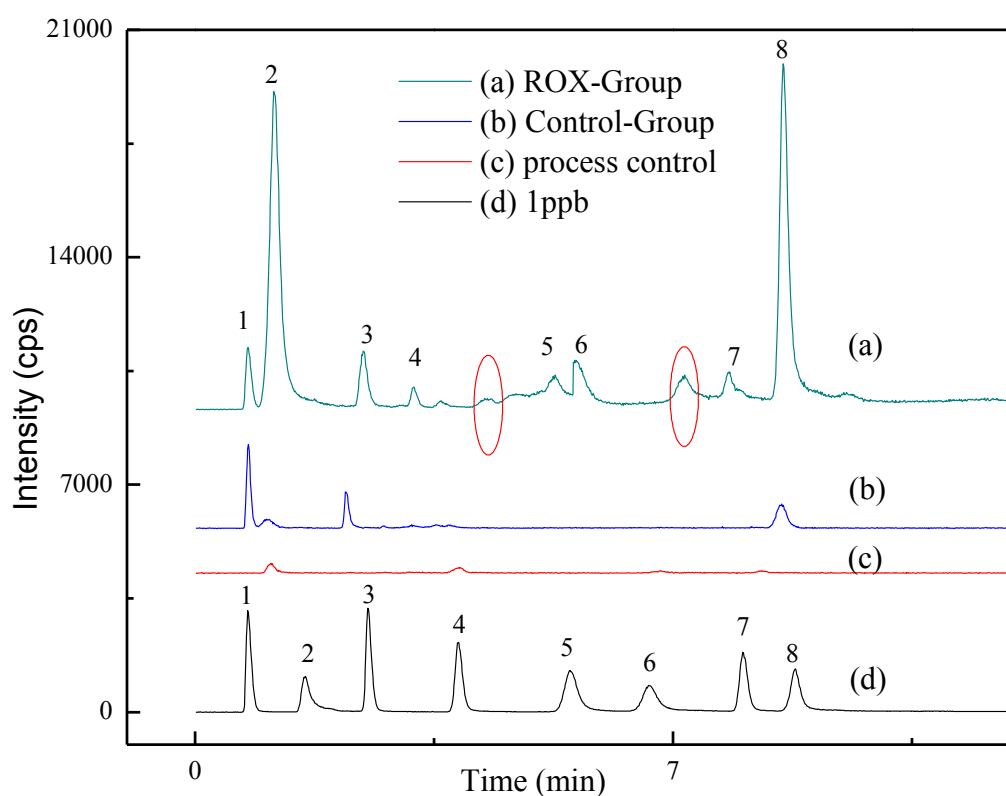 21000
14000
7000
0
Intensity (cps)
(a) ROX-Group
(b) Control-Group
(c) process control
(d) 1ppb
1
2
3
4
5
6
7
8
(a)
(b)
(c)
1
2
3
4
5
6
7
8
(d)
0
7
Time (min)